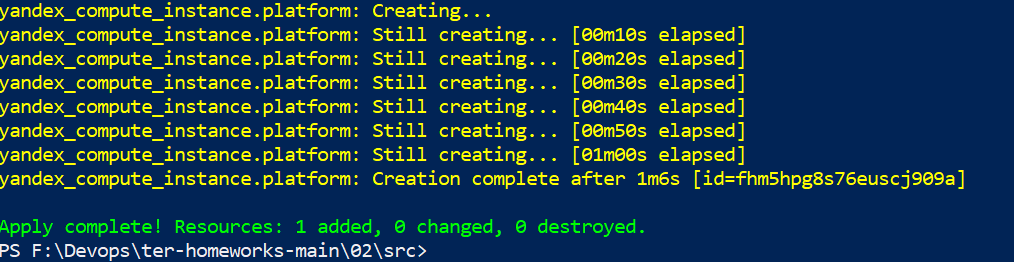 yandex_compute_instance.platform: Creating...
yandex_compute_instance.platform: Still creating... [00m10s elapsed]
yandex_compute_instance.platform: Still creating... [00m20s elapsed]
yandex_compute_instance.platform: Still creating... [00m30s elapsed]
yandex_compute_instance.platform: Still creating... [00m40s elapsed]
yandex_compute_instance.platform: Still creating... [00m50s elapsed]
yandex_compute_instance.platform: Still creating... [01m00s elapsed]
yandex_compute_instance.platform: Creation complete after 1m6s [id=fhm5hpg8s76euscj909a]
Apply complete! Resources: 1 added, 0 changed, 0 destroyed.
PS F:\Devops\ter-homeworks-main\02\src>